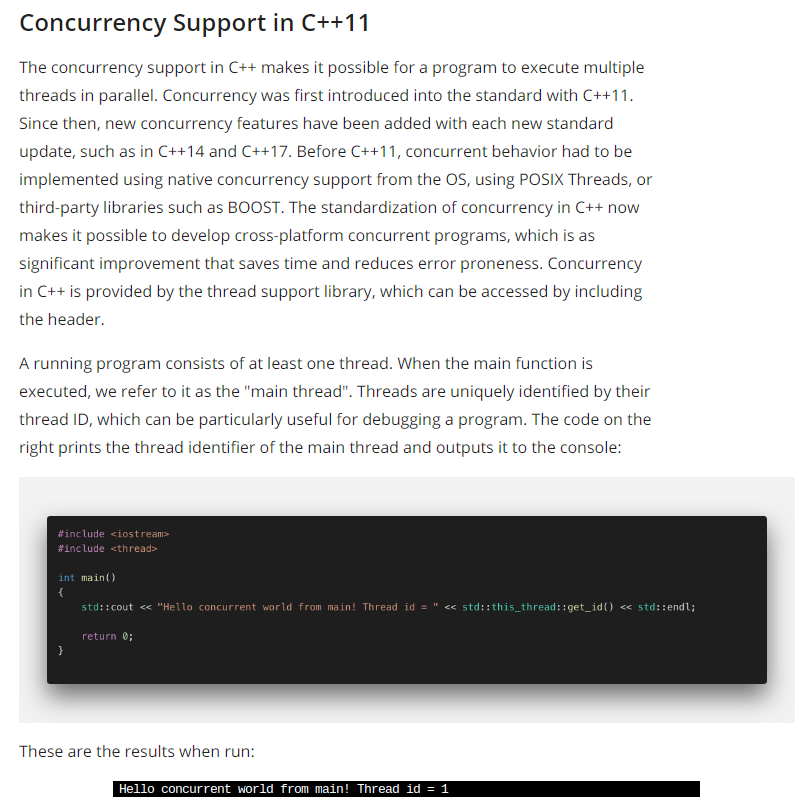 Concurrency Support in C++11
The concurrency support in C++ makes it possible for a program to execute multiple
threads in parallel. Concurrency was first introduced into the standard with C++11.
Since then, new concurrency features have been added with each new standard
update, such as in C++14 and C++17. Before C++11, concurrent behavior had to be
implemented using native concurrency support from the OS, using POSIX Threads, or
third-party libraries such as BOOST. The standardization of concurrency in C++ now
makes it possible to develop cross-platform concurrent programs, which is as
significant improvement that saves time and reduces error proneness. Concurrency
in C++ is provided by the thread support library, which can be accessed by including
the header.
A running program consists of at least one thread. When the main function is
executed, we refer to it as the "main thread". Threads are uniquely identified by their
thread ID, which can be particularly useful for debugging a program. The code on the
right prints the thread identifier of the main thread and outputs it to the console:
#include <iostream>
#include <thread>
int main()
{
    std::cout << "Hello concurrent world from main! Thread id = " << std::this_thread::get_id() << std::endl;
    return 0;
}
These are the results when run:
Hello concurrent world from main! Thread id = 1